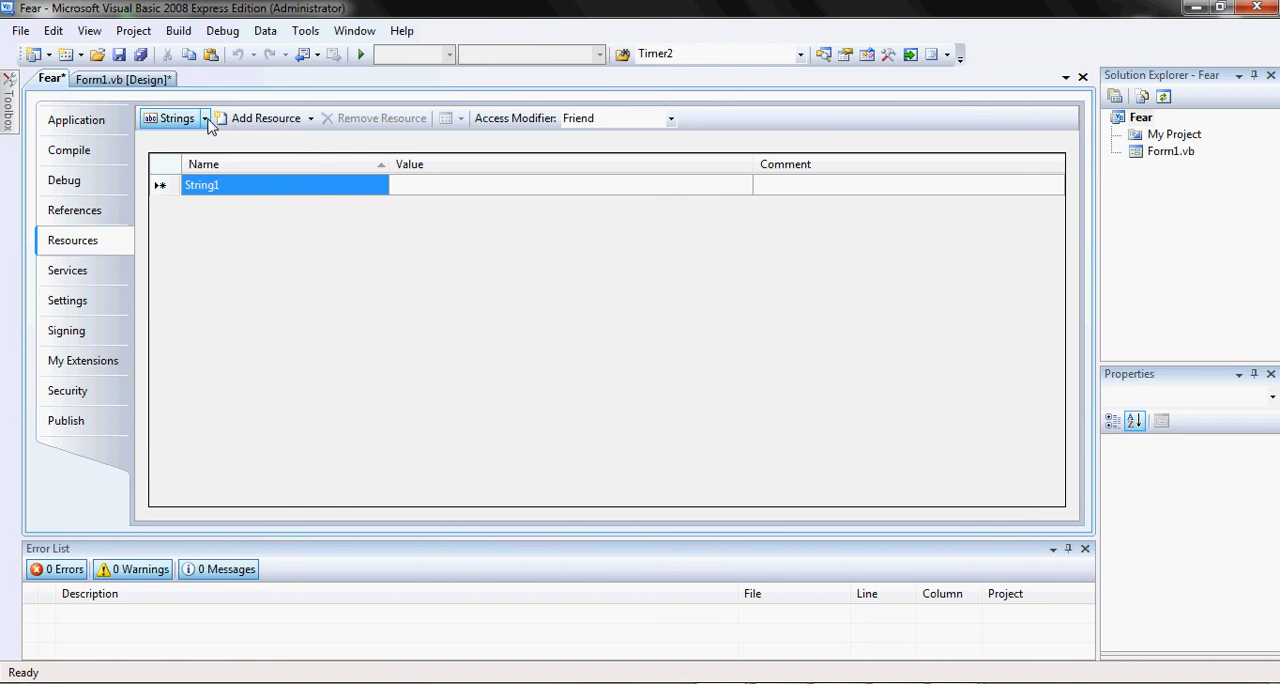 Fear - Microsoft Visual Basic 2008 Express Edition (Administrator)
File Edit View Project Build Debug Data Tools Window Help
Timer2
Fear* Form1.vb [Design]*
Toolbox
Application
Compile
Debug
References
Resources
Services
Settings
Signing
My Extensions
Security
Publish
abc Strings Add Resource Remove Resource Access Modifier: Friend
Name Value Comment
String1
Solution Explorer - Fear
Fear
My Project
Form1.vb
Properties
Error List
0 Errors 0 Warnings 0 Messages
Description File Line Column Project
Ready